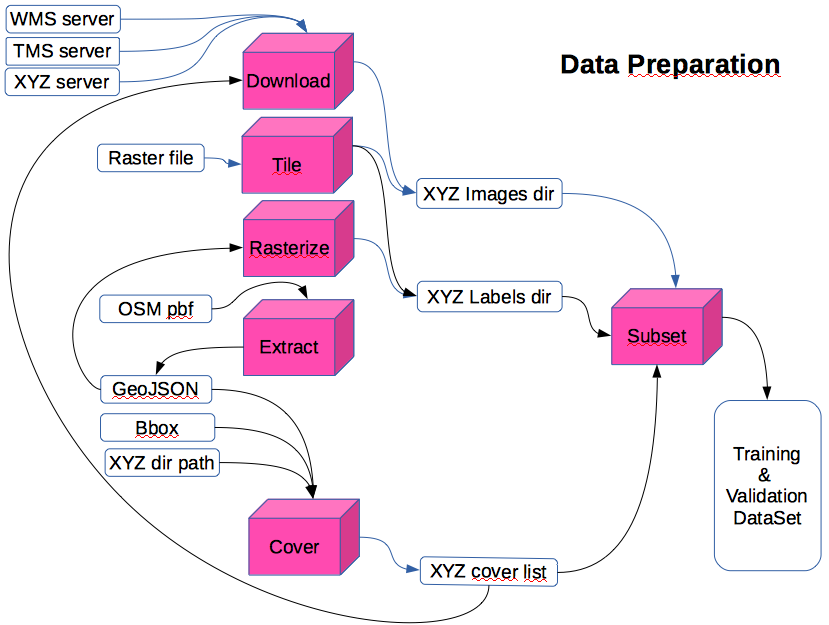 WMS server
TMS server
XYZ server
Download
Data Preparation
Raster file
Tile
XYZ Images dir
Rasterize
OSM pbf
XYZ Labels dir
Extract
Subset
GeoJSON
Bbox
XYZ dir path
Training
&
Validation
DataSet
Cover
XYZ cover list